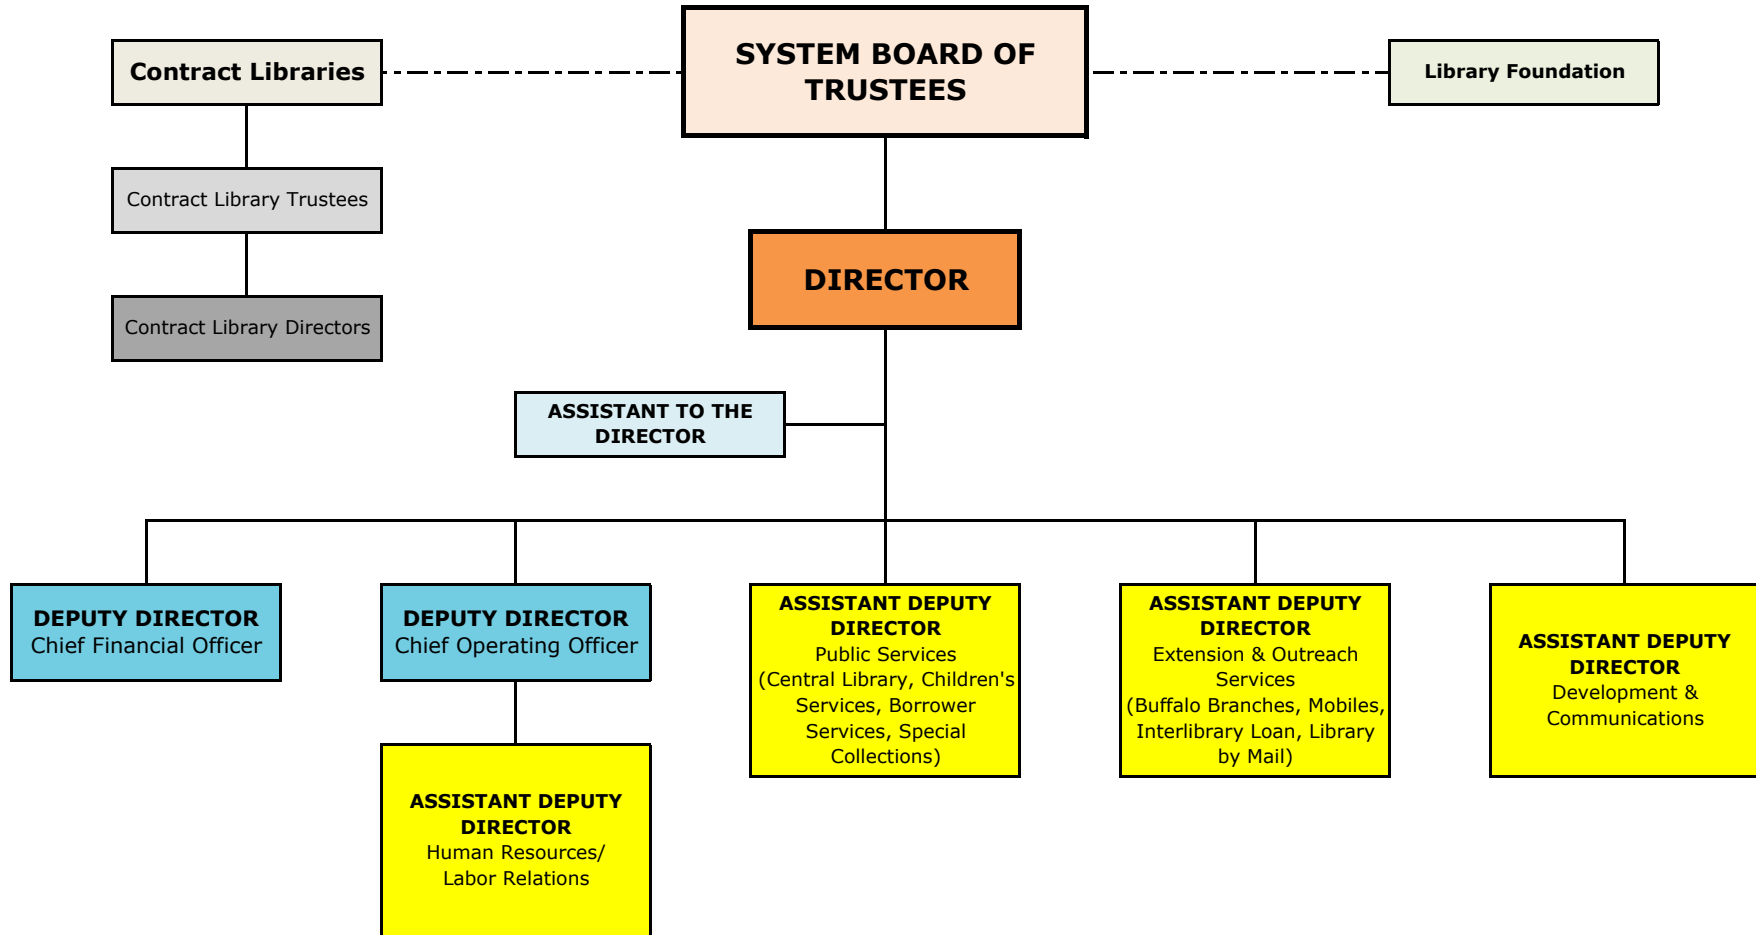 Contract Libraries
SYSTEM BOARD OF
TRUSTEES
Library Foundation
Contract Library Trustees
DIRECTOR
Contract Library Directors
ASSISTANT TO THE
DIRECTOR
DEPUTY DIRECTOR
Chief Financial Officer
DEPUTY DIRECTOR
Chief Operating Officer
ASSISTANT DEPUTY
DIRECTOR
Public Services
(Central Library, Children's
Services, Borrower
Services, Special
Collections)
ASSISTANT DEPUTY
DIRECTOR
Extension & Outreach
Services
(Buffalo Branches, Mobiles,
Interlibrary Loan, Library
by Mail)
ASSISTANT DEPUTY
DIRECTOR
Development &
Communications
ASSISTANT DEPUTY
DIRECTOR
Human Resources/
Labor Relations